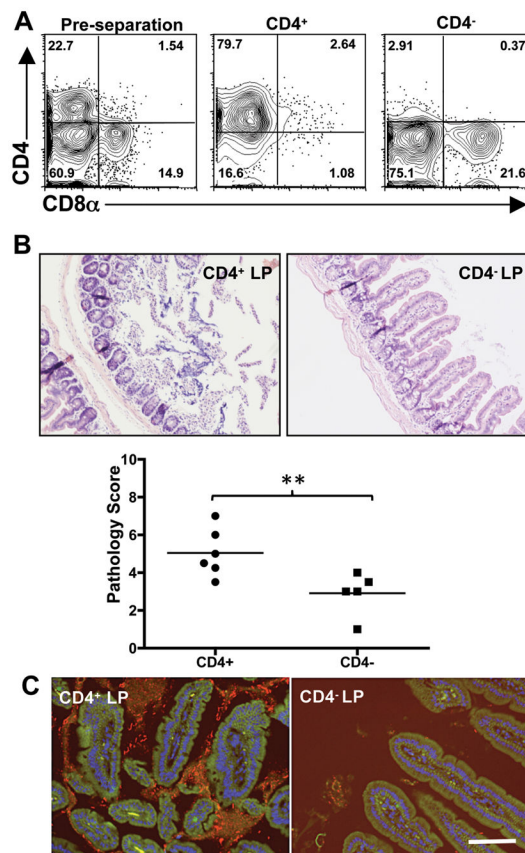 A
Pre-separation
CD4+
CD4-
22.7
1.54
79.7
2.64
2.91
0.37
60.9
14.9
16.6
1.08
75.1
21.6
CD4
CD8α
B
CD4+ LP
CD4- LP
Pathology Score
10
8
6
4
2
0
**
CD4+
CD4-
C
CD4+ LP
CD4- LP